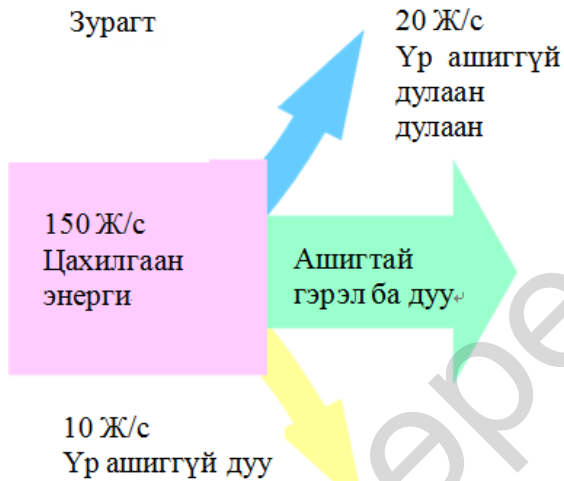 Зурагт
20 Ж/с
Үр ашиггүй
дулаан
дулаан
150 Ж/с
Цахилгаан
энерги
Ашигтай
гэрэл ба дуу
10 Ж/с
Үр ашиггүй дуу